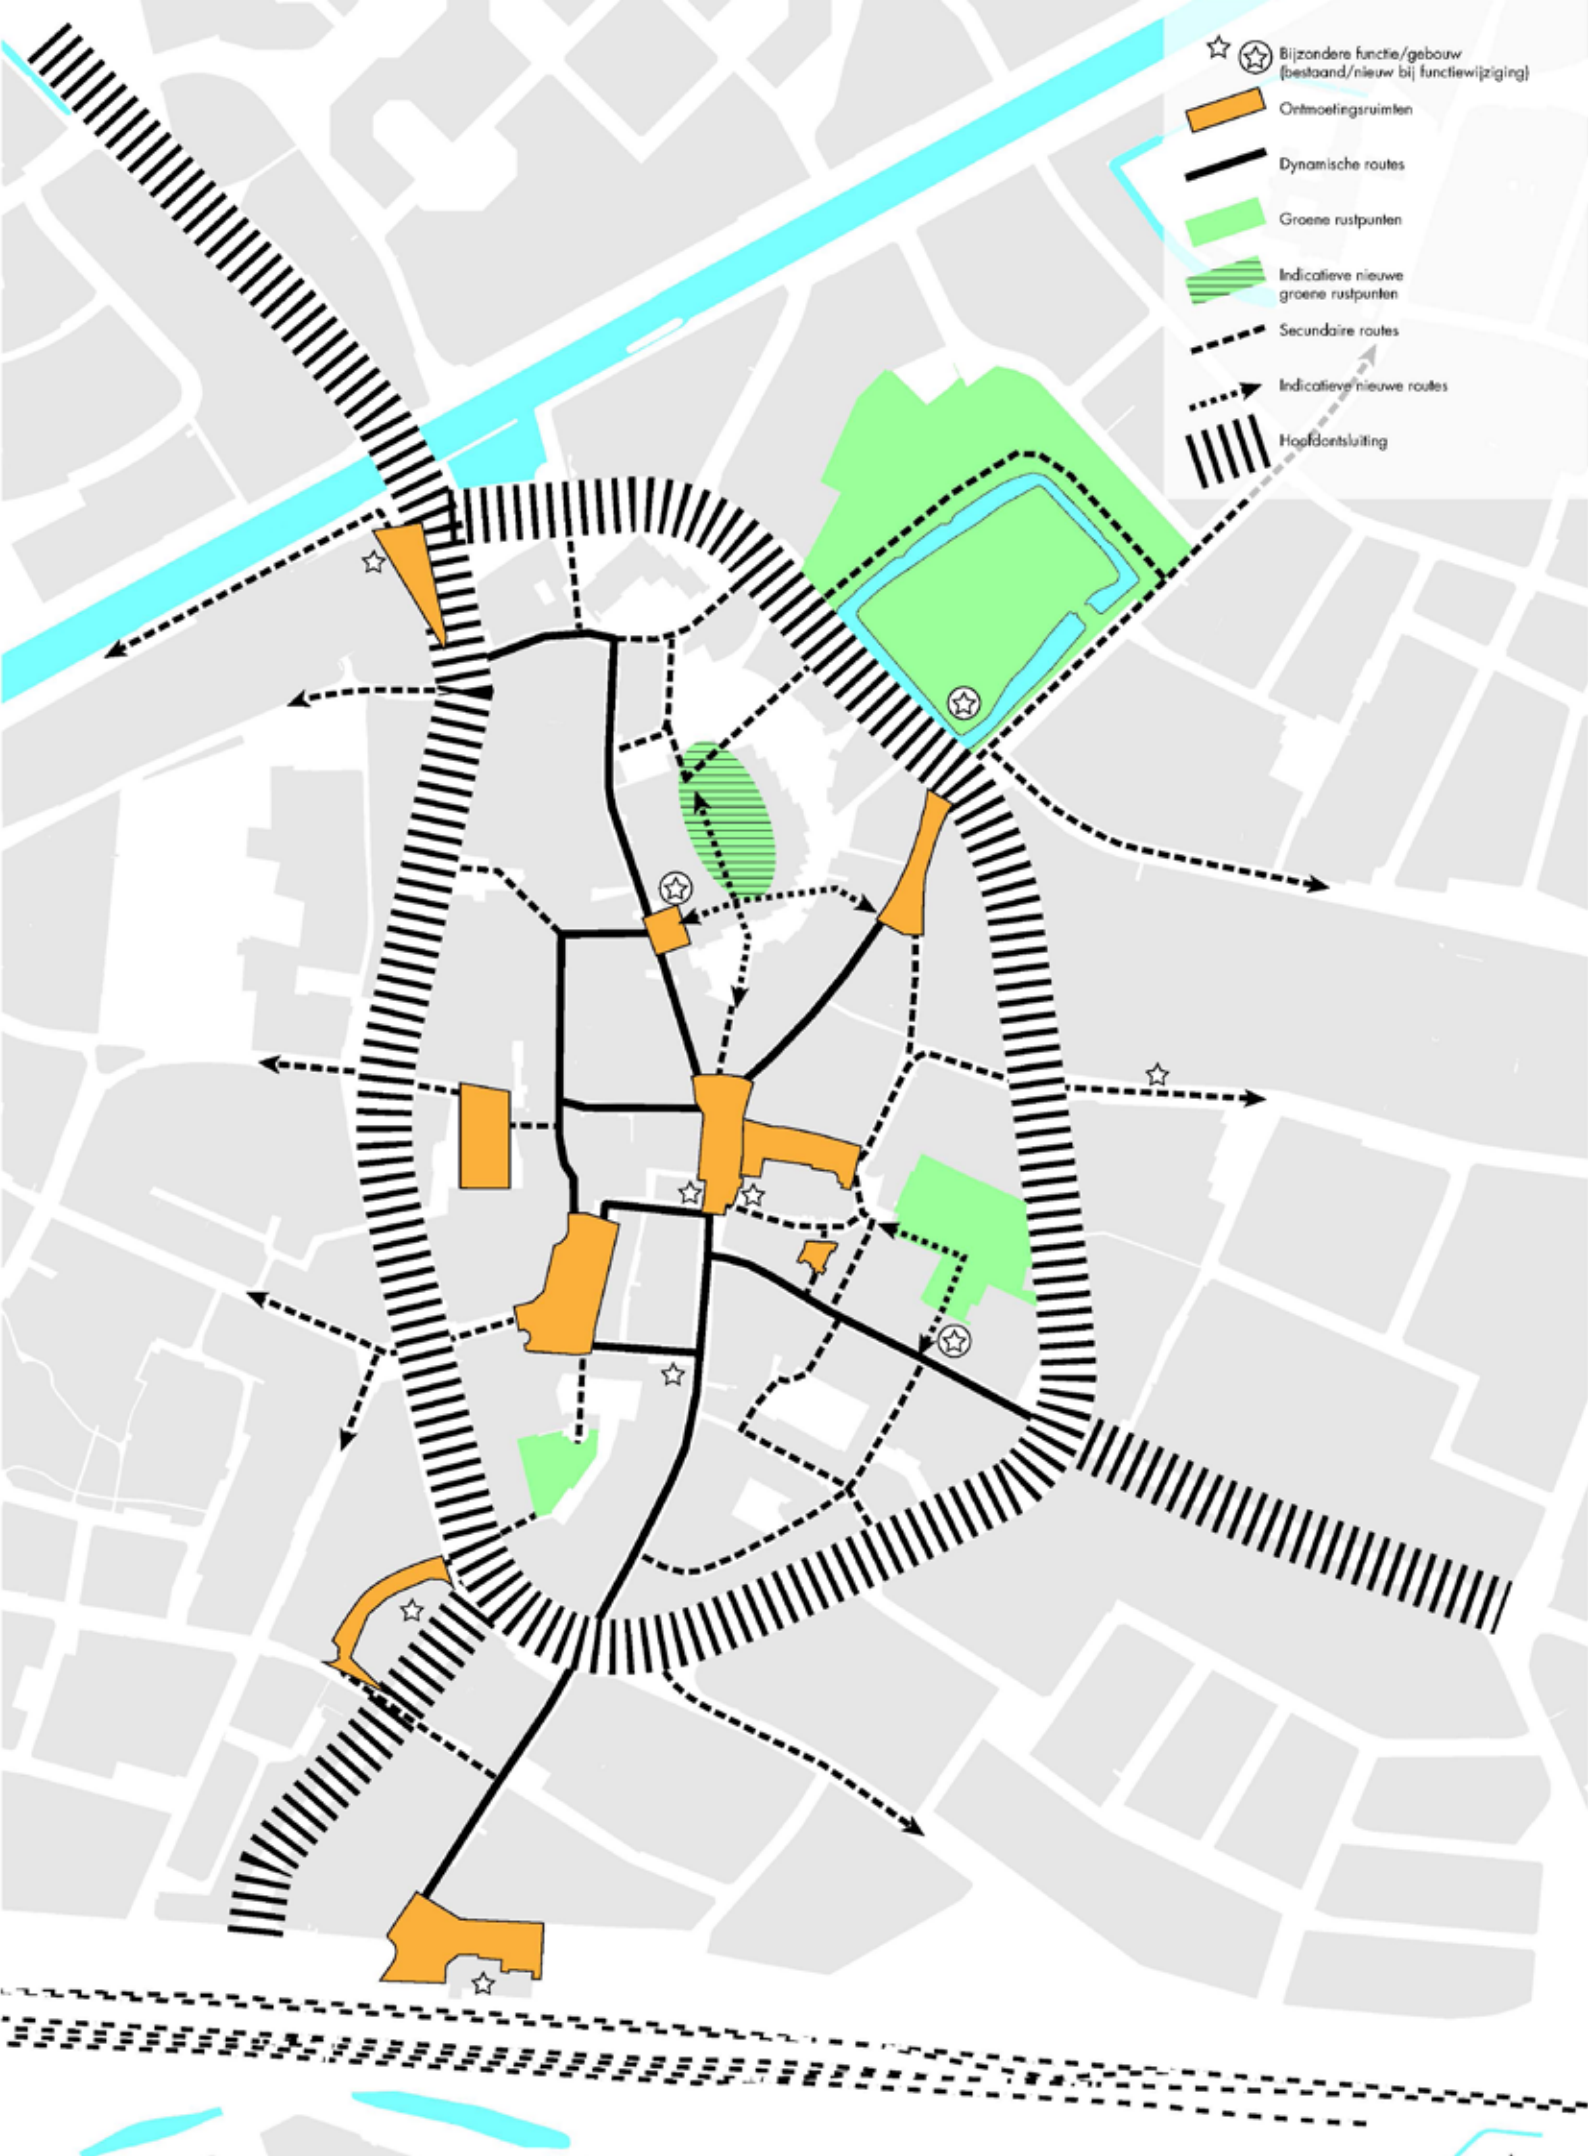 Bijzondere functie/gebouw
(bestaand/nieuw bij functiewijziging)
Ontmoetingsruimten
Dynamische routes
Groene rustpunten
Indicatieve nieuwe
groene rustpunten
Secundaire routes
Indicatieve nieuwe routes
Hoofdontsluiting